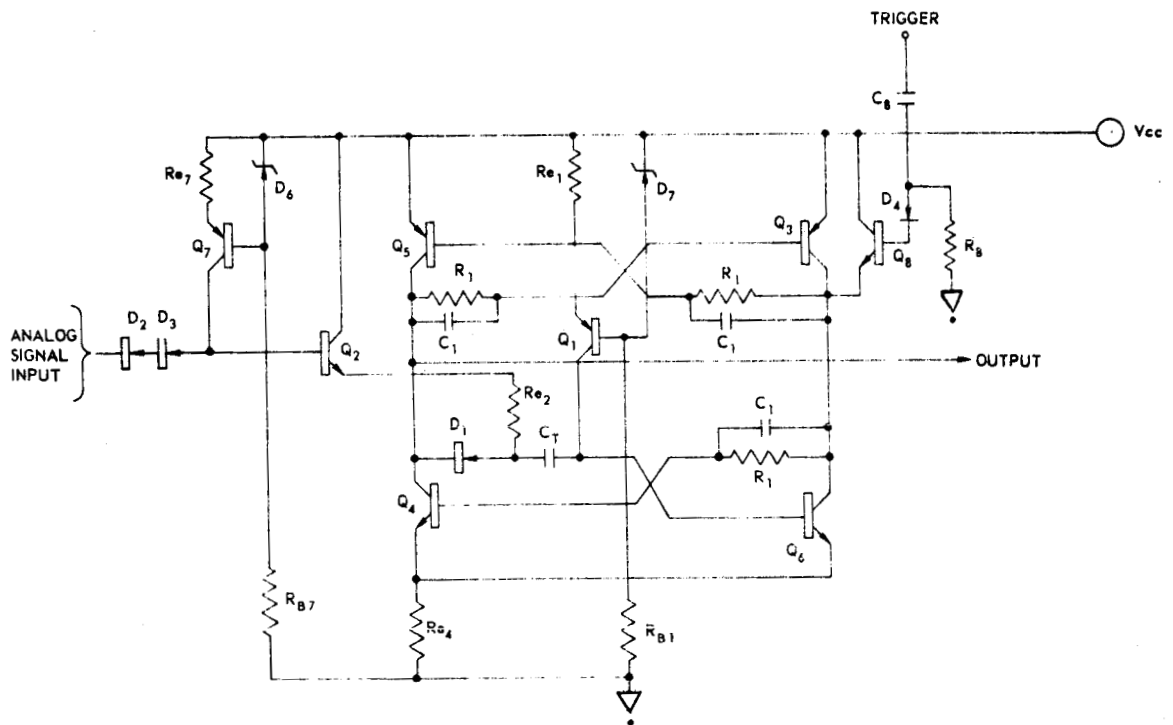 TRIGGER
C8
Vcc
Re7
D6
Re1
D7
D4
Q7
Q5
Q3
Q8
RB
R1
R1
D2 D3
C1
Q1
C1
ANALOG
SIGNAL
INPUT
Q2
OUTPUT
Re2
C1
D1
CT
R1
Q4
Q6
RB7
Re4
RB1